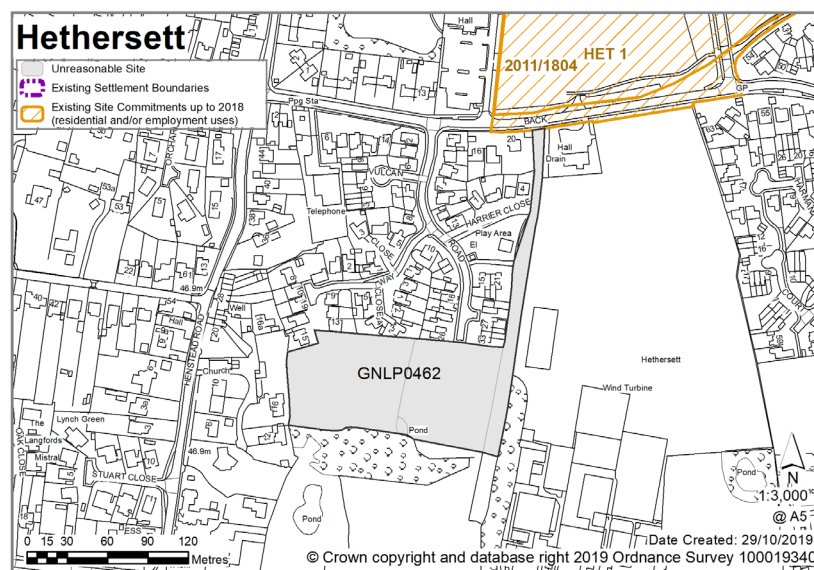 Hethersett
Unreasonable Site
Existing Settlement Boundaries
Existing Site Commitments up to 2018
(residential and/or employment uses)
Hall
HET 1
2011/1804
GP
Ppg Sta
BACK
Hall
Drain
VULCAN
Telephone
HARRIER CLOSE
Play Area
El
CLOSE
ROAD
WAY
CLOSE
46.9m
Well
Hall
HENSTEAD ROAD
Church
COURT
Hethersett
GNLP0462
Wind Turbine
Pond
The
Langfords
Mistral
Lynch Green
OAK CLOSE
STUART CLOSE
46.9m
Pond
Pond
ESS
N
1:3,000
@ A5
0 15 30 60 90 120
Metres
Date Created: 29/10/2019
© Crown copyright and database right 2019 Ordnance Survey 100019340